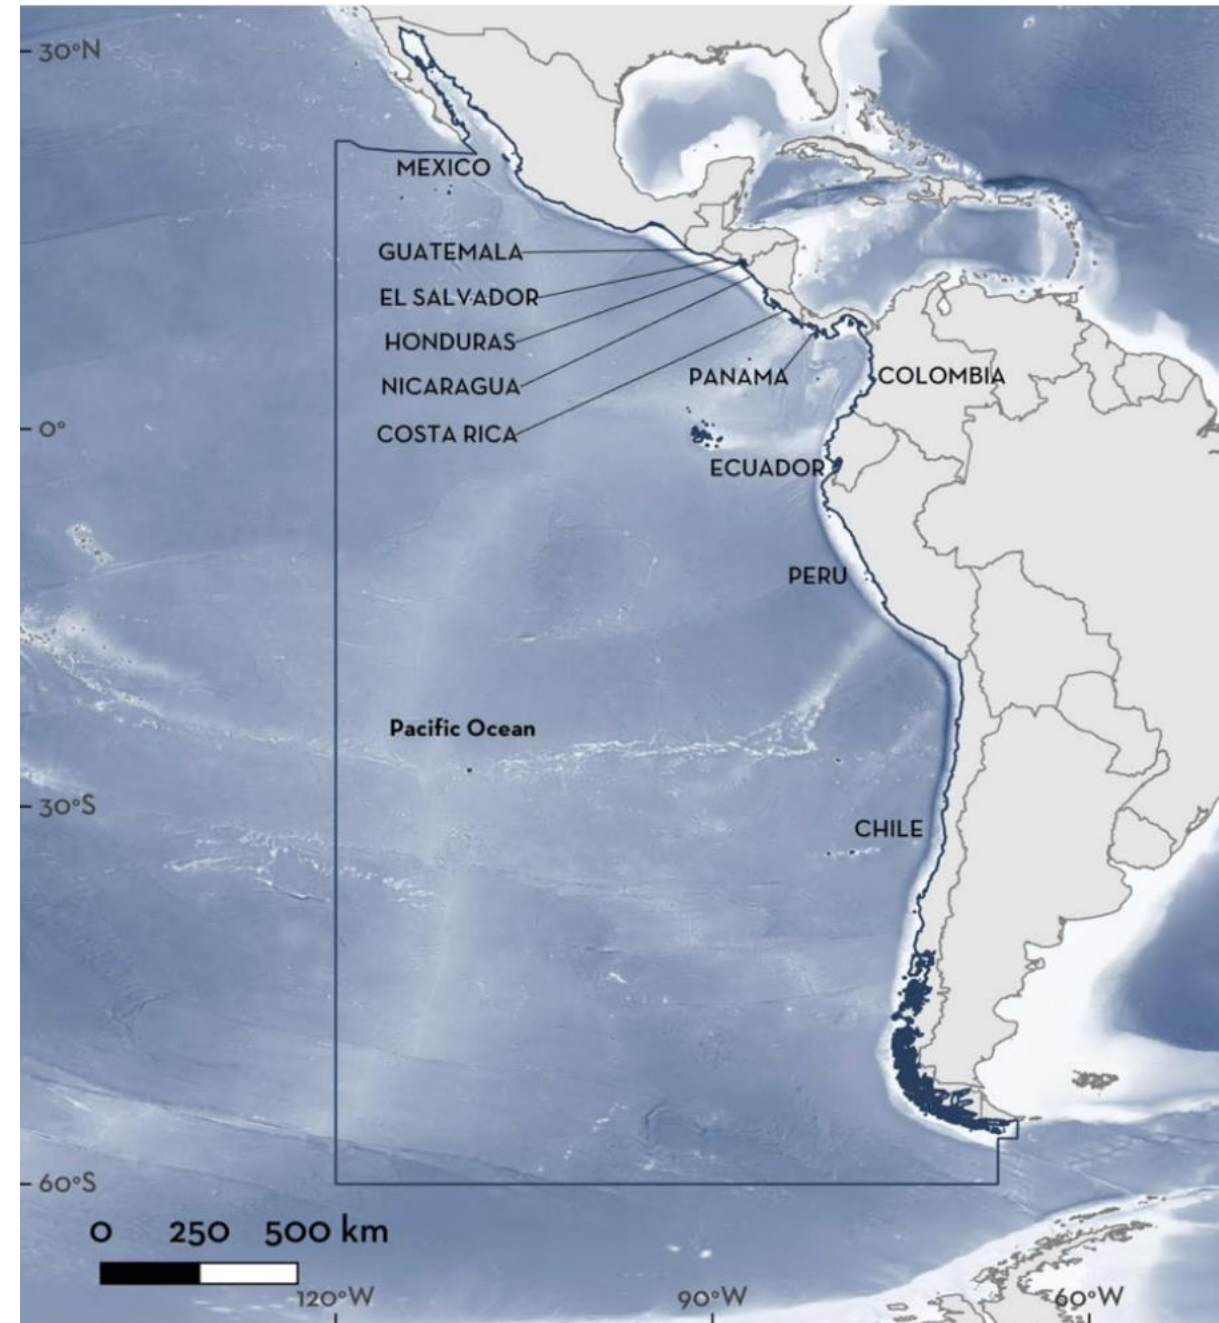 30°N
MEXICO
GUATEMALA
EL SALVADOR
HONDURAS
NICARAGUA
PANAMA
COLOMBIA
0°
COSTA RICA
ECUADOR
PERU
Pacific Ocean
30°S
CHILE
60°S
0 250 500 km
120°W
90°W
60°W